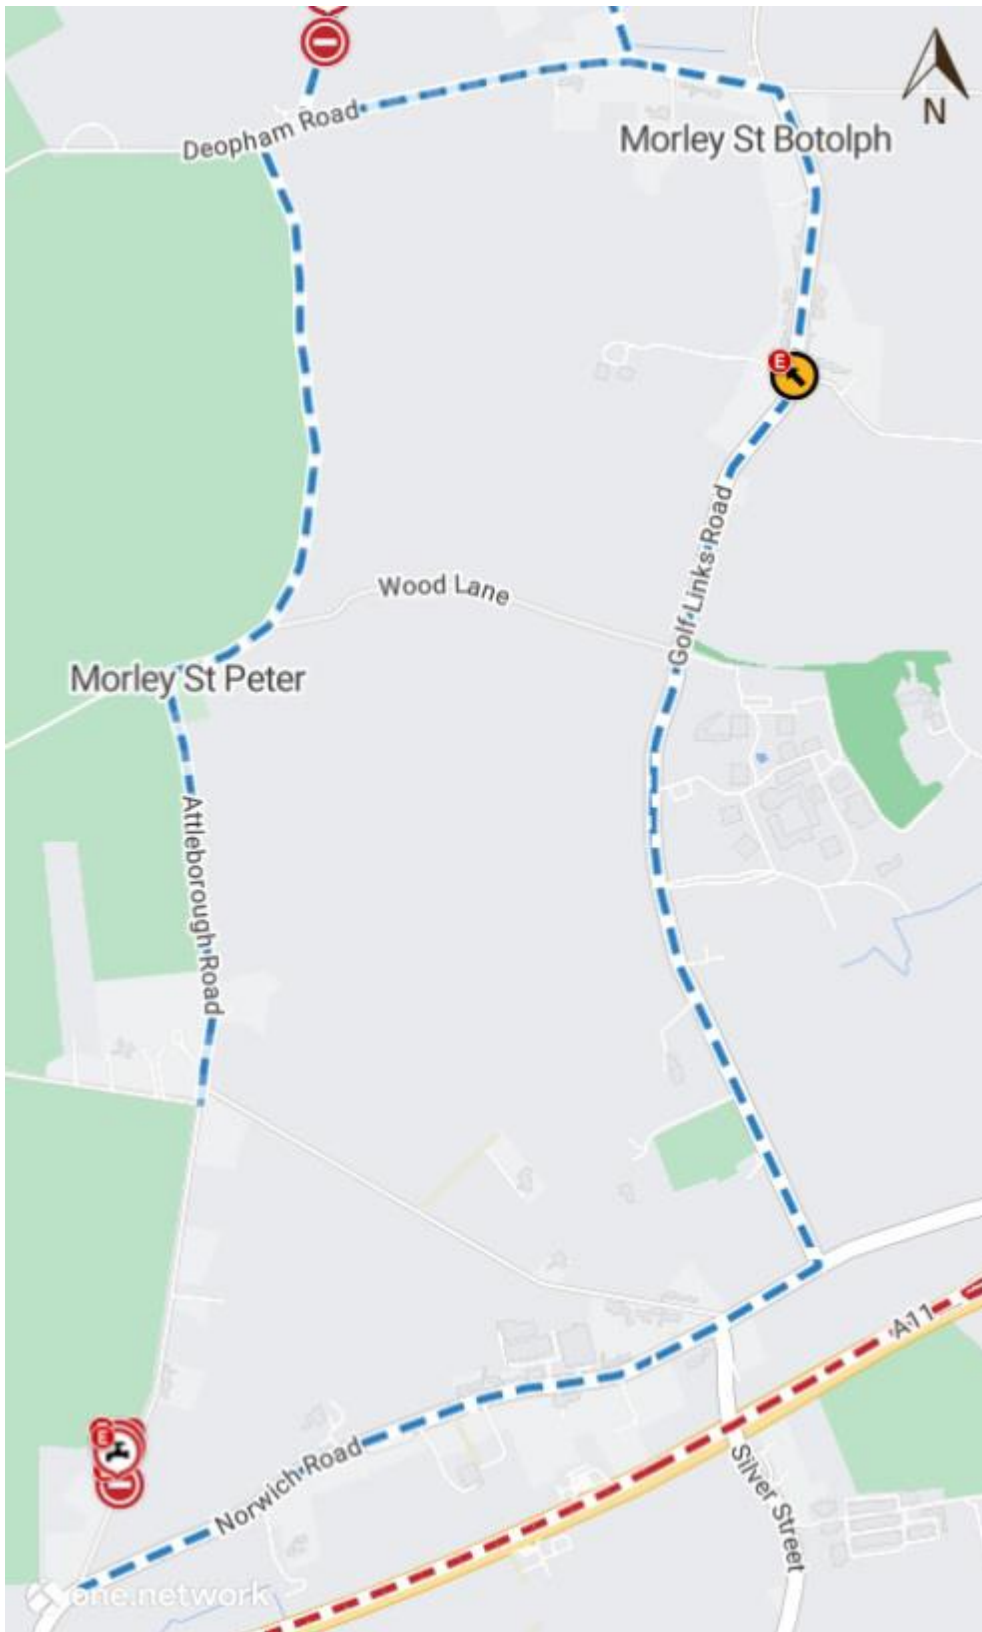 N
Deopham Road
Morley St Botolph
E
Golf Links Road
Wood Lane
Morley St Peter
Attleborough Road
A11
E
Norwich Road
Silver Street
one.network